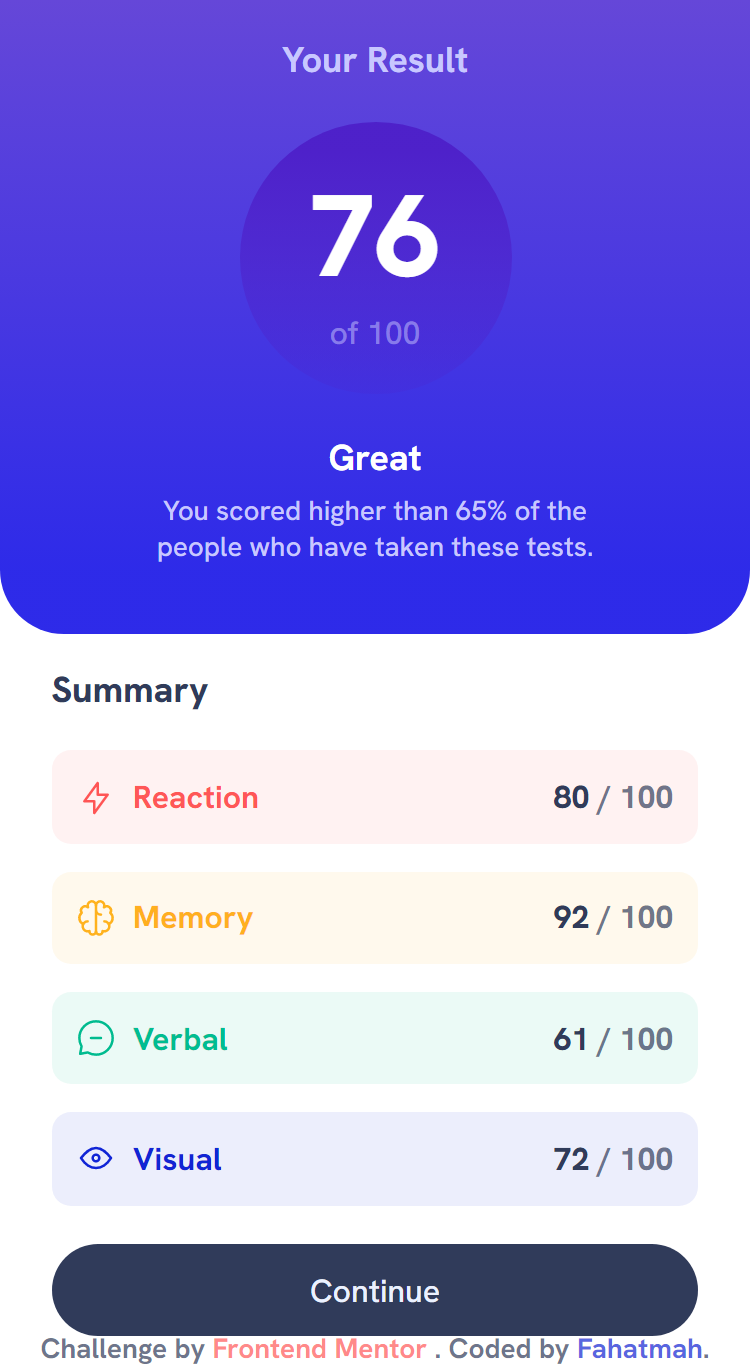 Your Result
76
of 100
Great
You scored higher than 65% of the
people who have taken these tests.
Summary
Reaction 80 / 100
Memory 92 / 100
Verbal 61 / 100
Visual 72 / 100
Continue
Challenge by Frontend Mentor . Coded by Fahatmah.